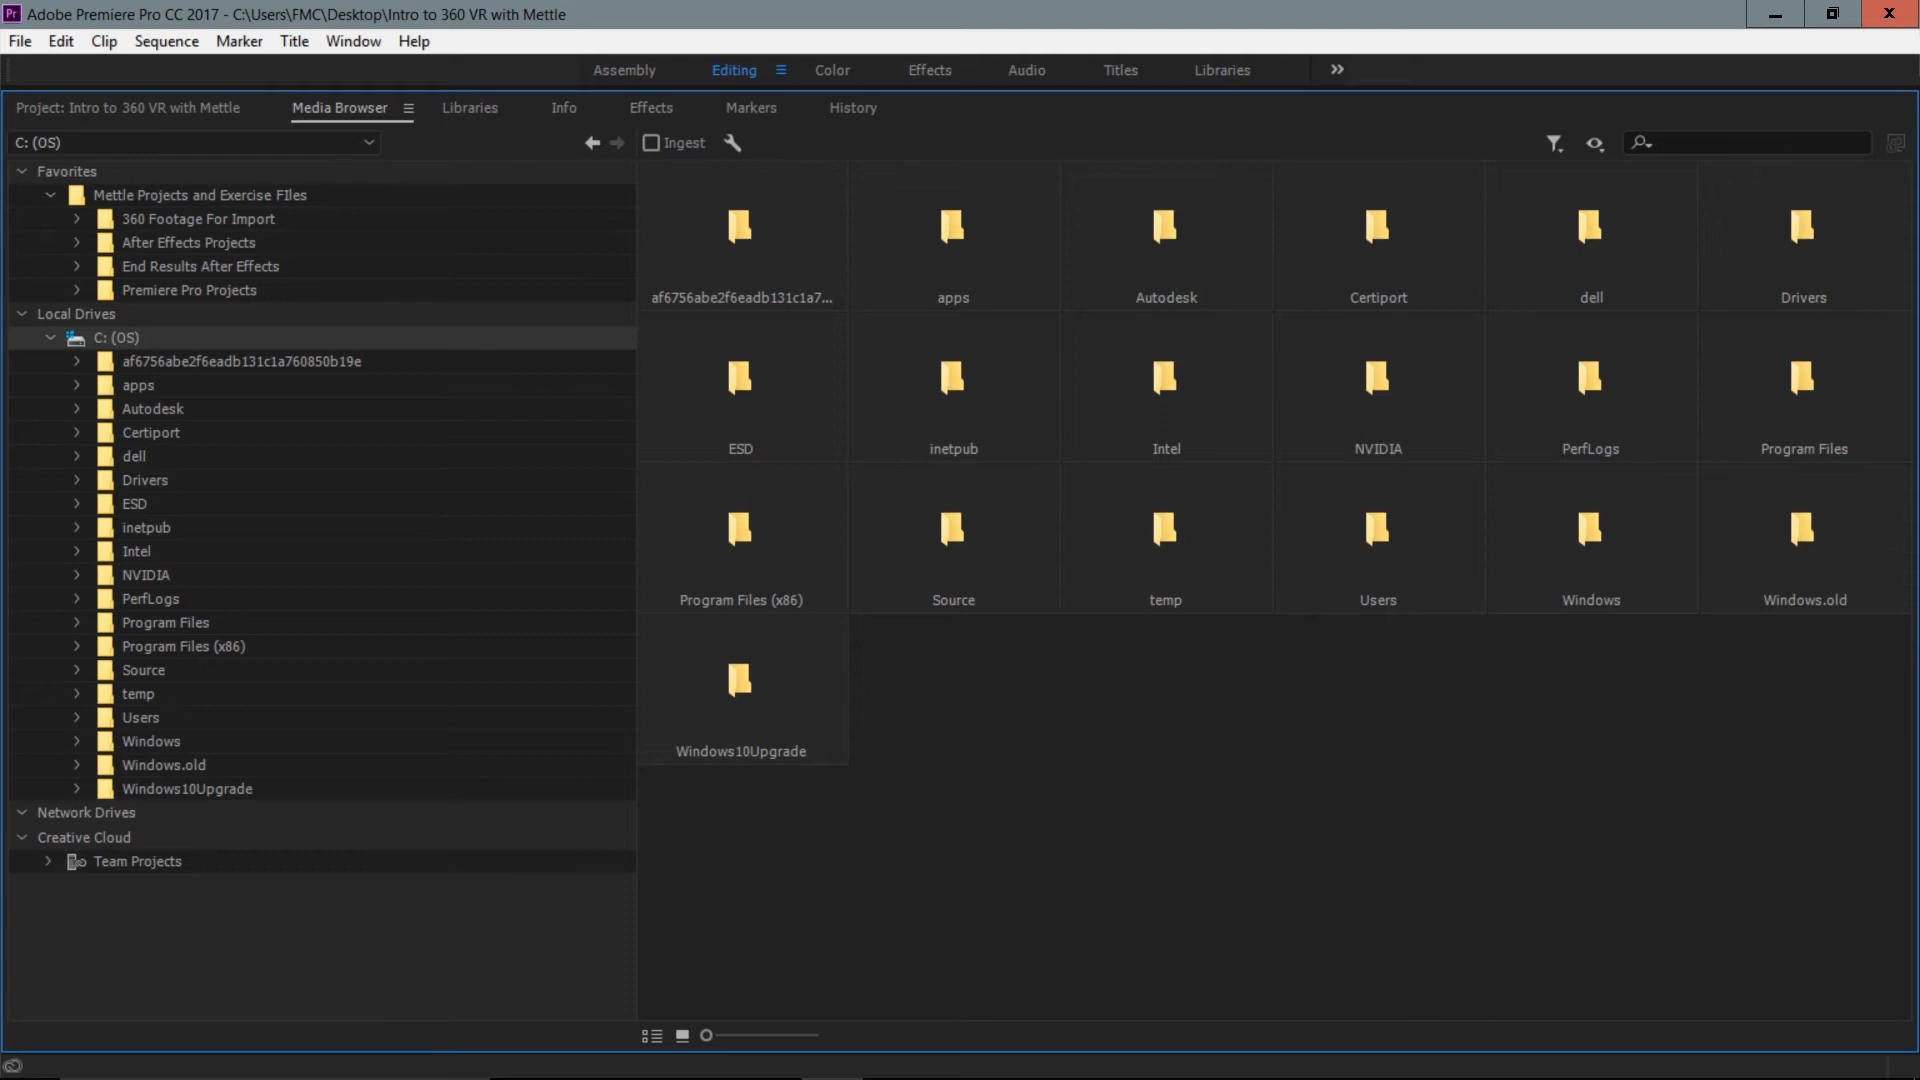 Adobe Premiere Pro CC 2017 - C:\Users\FMC\Desktop\Intro to 360 VR with Mettle
File Edit Clip Sequence Marker Title Window Help
Assembly Editing Color Effects Audio Titles Libraries
Project: Intro to 360 VR with Mettle Media Browser Libraries Info Effects Markers History
C: (OS) Ingest
Favorites
Mettle Projects and Exercise FIles
360 Footage For Import
After Effects Projects
End Results After Effects
Premiere Pro Projects
Local Drives
C: (OS)
af6756abe2f6eadb131c1a760850b19e
apps
Autodesk
Certiport
dell
Drivers
ESD
inetpub
Intel
NVIDIA
PerfLogs
Program Files
Program Files (x86)
Source
temp
Users
Windows
Windows.old
Windows10Upgrade
Network Drives
Creative Cloud
Team Projects
af6756abe2f6eadb131c1a7... apps Autodesk Certiport dell Drivers
ESD inetpub Intel NVIDIA PerfLogs Program Files
Program Files (x86) Source temp Users Windows Windows.old
Windows10Upgrade